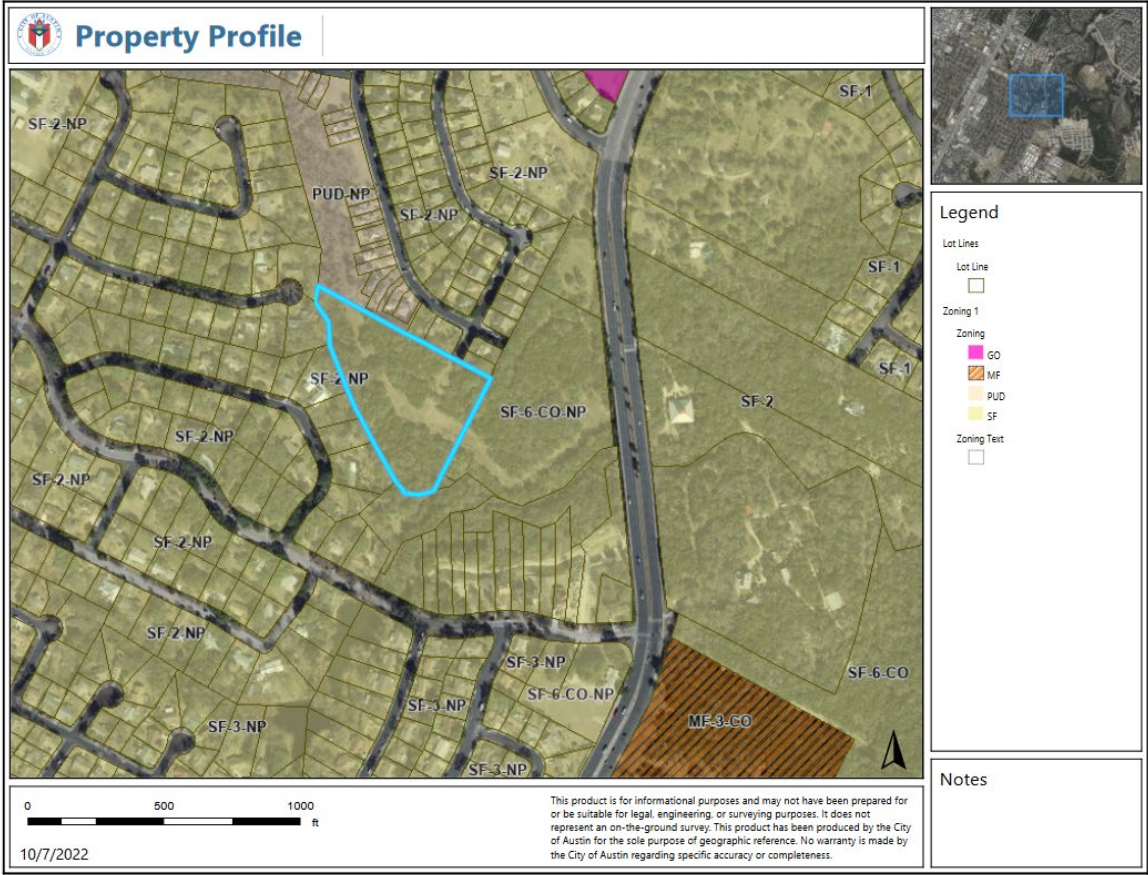 CITY OF AUSTIN
Property Profile
SF-1
SF-2-NP
SF-2-NP
PUD-NP
SF-2-NP
SF-1
SF-1
SF-2-NP
SF-2
SF-6-CO-NP
SF-2-NP
SF-2-NP
SF-2-NP
SF-2-NP
SF-3-NP
SF-6-CO
SF-6-CO-NP
SF-3-NP
MF-3-CO
SF-3-NP
SF-3-NP
Legend
Lot Lines
Lot Line
Zoning 1
Zoning
GO
MF
PUD
SF
Zoning Text
Notes
0 500 1000
ft
10/7/2022
This product is for informational purposes and may not have been prepared for
or be suitable for legal, engineering, or surveying purposes. It does not
represent an on-the-ground survey. This product has been produced by the City
of Austin for the sole purpose of geographic reference. No warranty is made by
the City of Austin regarding specific accuracy or completeness.